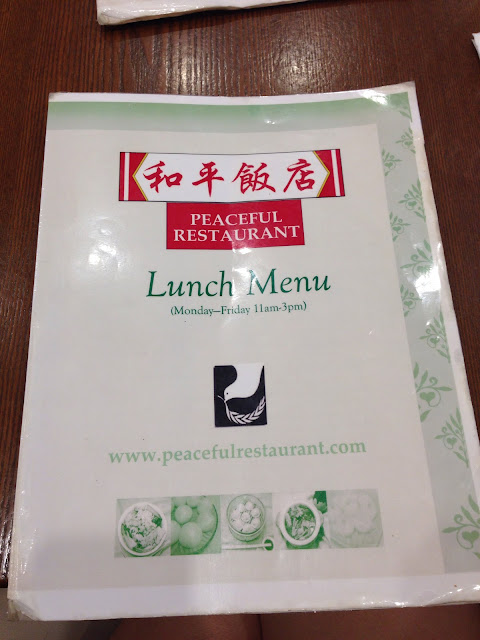 和平飯店
PEACEFUL
RESTAURANT
Lunch Menu
(Monday–Friday 11am-3pm)
www.peacefulrestaurant.com